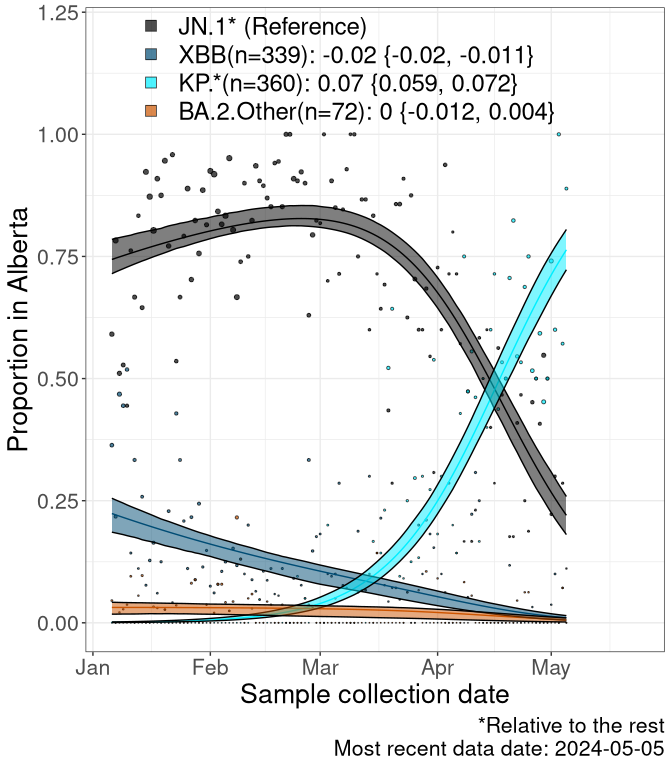 1.25
JN.1* (Reference)
XBB(n=339): -0.02 {-0.02, -0.011}
KP.*(n=360): 0.07 {0.059, 0.072}
BA.2.Other(n=72): 0 {-0.012, 0.004}
1.00
0.75
0.50
0.25
0.00
Proportion in Alberta
Jan Feb Mar Apr May
Sample collection date
*Relative to the rest
Most recent data date: 2024-05-05